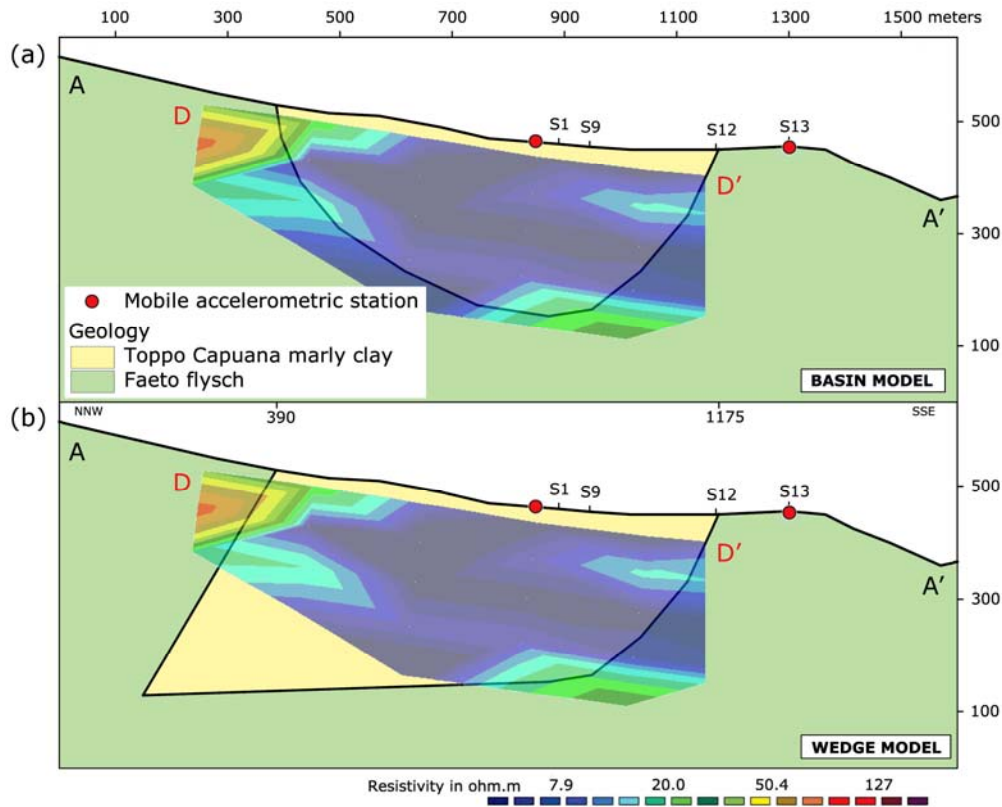 100 300 500 700 900 1100 1300 1500 meters
(a)
A
D
S1
S9
S12
S13
500
D'
300
A'
Mobile accelerometric station
Geology
Toppo Capuana marly clay
Faeto flysch
100
BASIN MODEL
(b)
NNW
390
1175
SSE
A
D
S1
S9
S12
S13
500
D'
A'
300
100
WEDGE MODEL
Resistivity in ohm.m 7.9 20.0 50.4 127